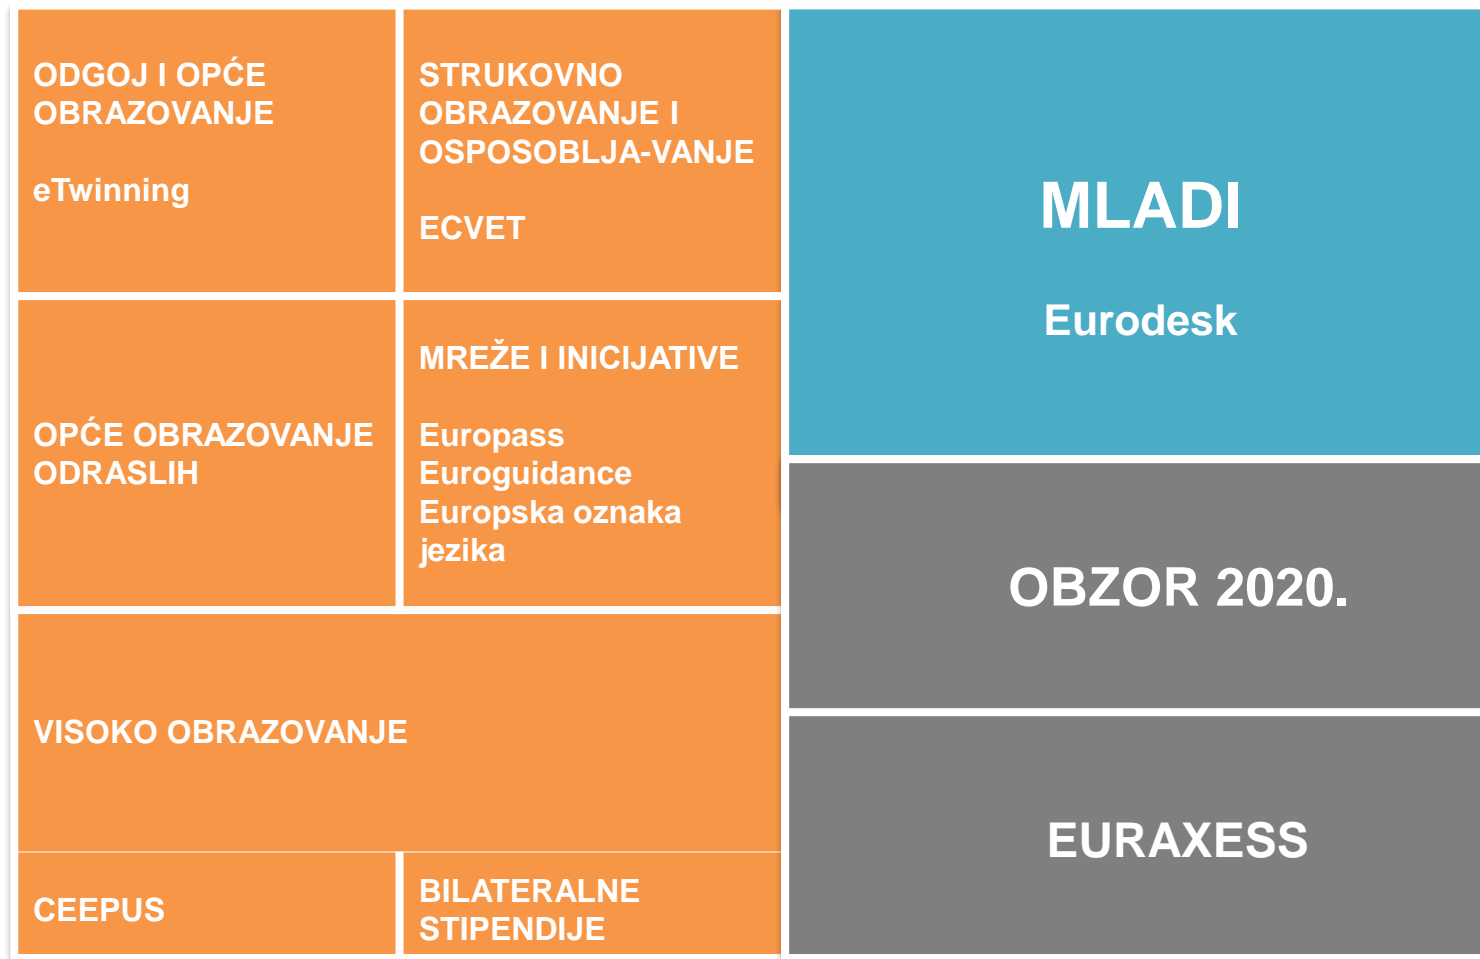 ODGOJ I OPĆE
OBRAZOVANJE
eTwinning
STRUKOVNO
OBRAZOVANJE I
OSPOSOBLJA-VANJE
ECVET
OPĆE OBRAZOVANJE
ODRASLIH
MREŽE I INICIJATIVE
Europass
Euroguidance
Europska oznaka
jezika
VISOKO OBRAZOVANJE
CEEPUS
BILATERALNE
STIPENDIJE
MLADI
Eurodesk
OBZOR 2020.
EURAXESS